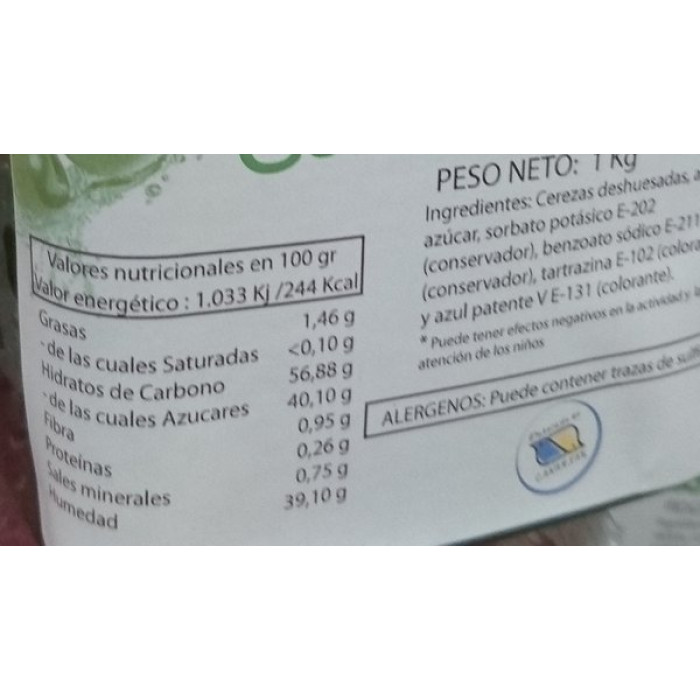 Valores nutricionales en 100 gr
Valor energético : 1.033 Kj /244 Kcal
Grasas 1,46 g
-de las cuales Saturadas <0,10 g
Hidratos de Carbono 56,88 g
-de las cuales Azucares 40,10 g
Fibra 0,95 g
Proteínas 0,26 g
Sales minerales 0,75 g
Humedad 39,10 g
PESO NETO: 1 Kg
Ingredientes: Cerezas deshuesadas,
azúcar, sorbato potásico E-202
(conservador), benzoato sódico E-211
(conservador), tartrazina E-102
y azul patente V E-131 (colorante).
* Puede tener efectos negativos en la actividad y
atención de los niños
ALERGENOS: Puede contener trazas de